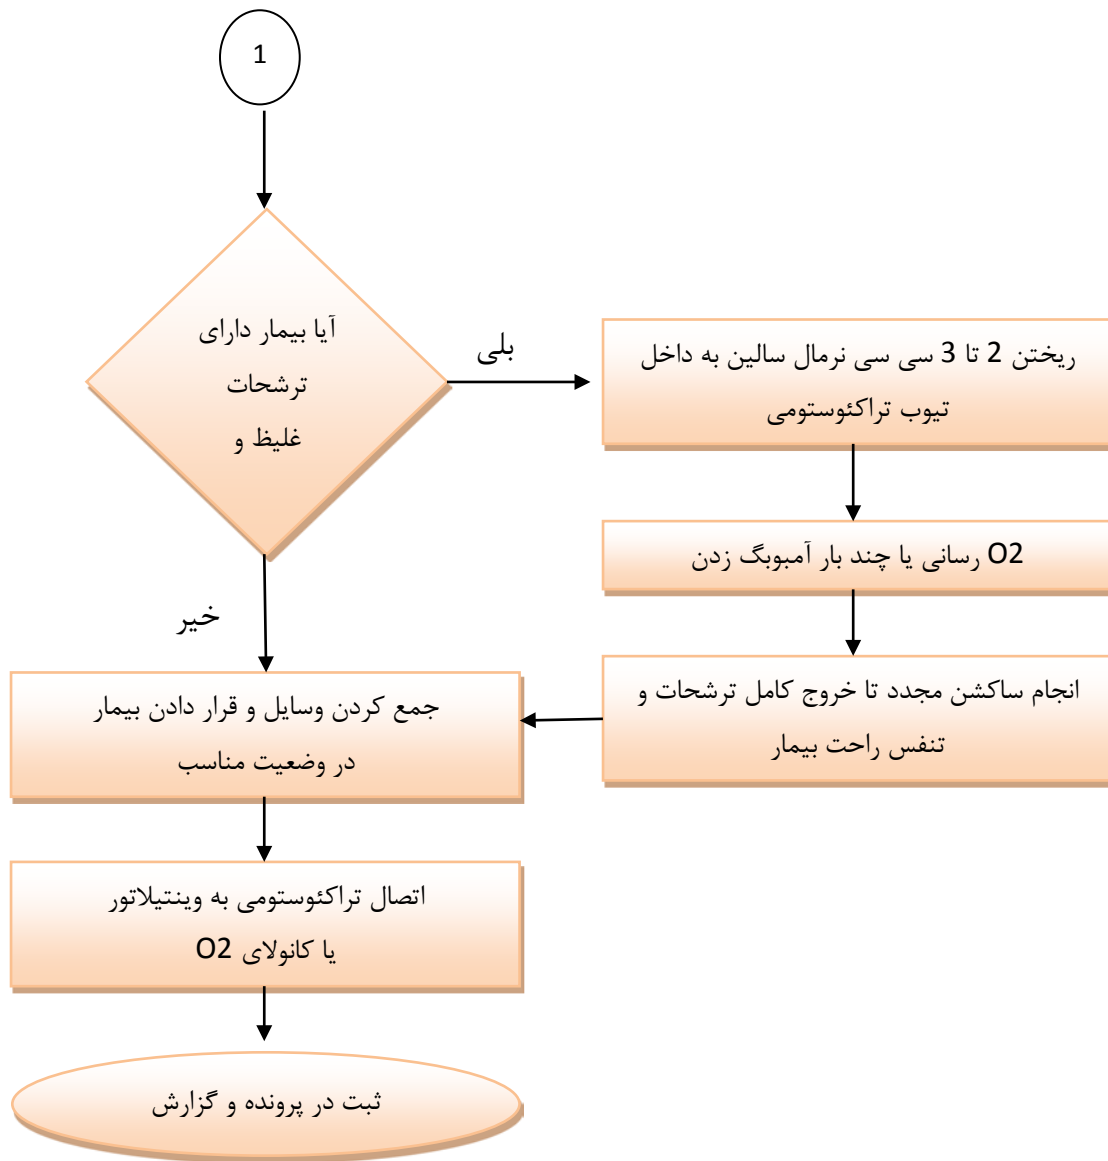 1
آیا بیمار دارای
ترشحات
غلیظ و
بلی
ریختن 2 تا 3 سی سی نرمال سالین به داخل
تیوب تراکئوستومی
O2 رسانی یا چند بار آمبوبگ زدن
انجام ساکشن مجدد تا خروج کامل ترشحات و
تنفس راحت بیمار
خیر
جمع کردن وسایل و قرار دادن بیمار
در وضعیت مناسب
اتصال تراکئوستومی به وینتیلاتور
یا کانولای O2
ثبت در پرونده و گزارش